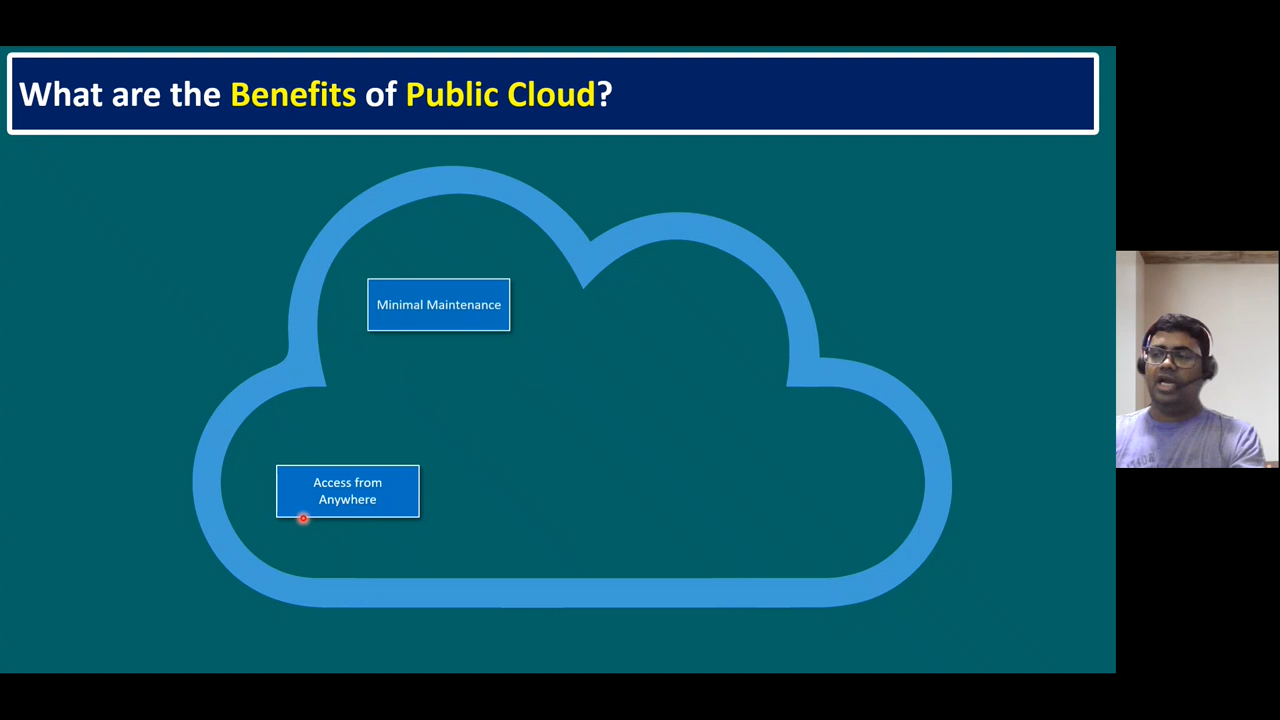 What are the Benefits of Public Cloud?
Minimal Maintenance
Access from
Anywhere